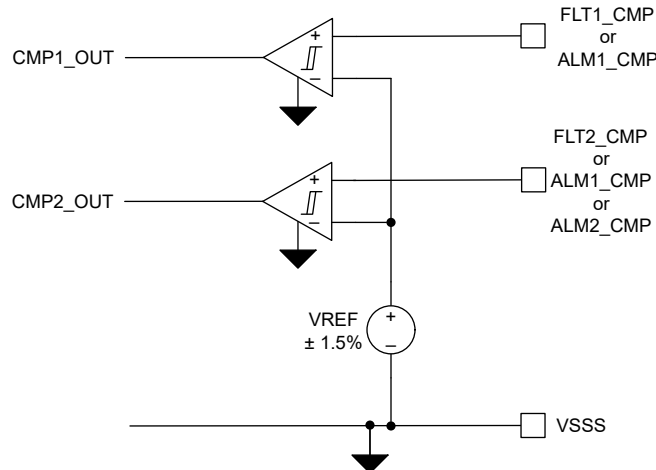 FLT1_CMP
or
ALM1_CMP
+
–
CMP1_OUT
FLT2_CMP
or
ALM1_CMP
or
ALM2_CMP
+
–
CMP2_OUT
VREF
± 1.5%
+
–
VSSS